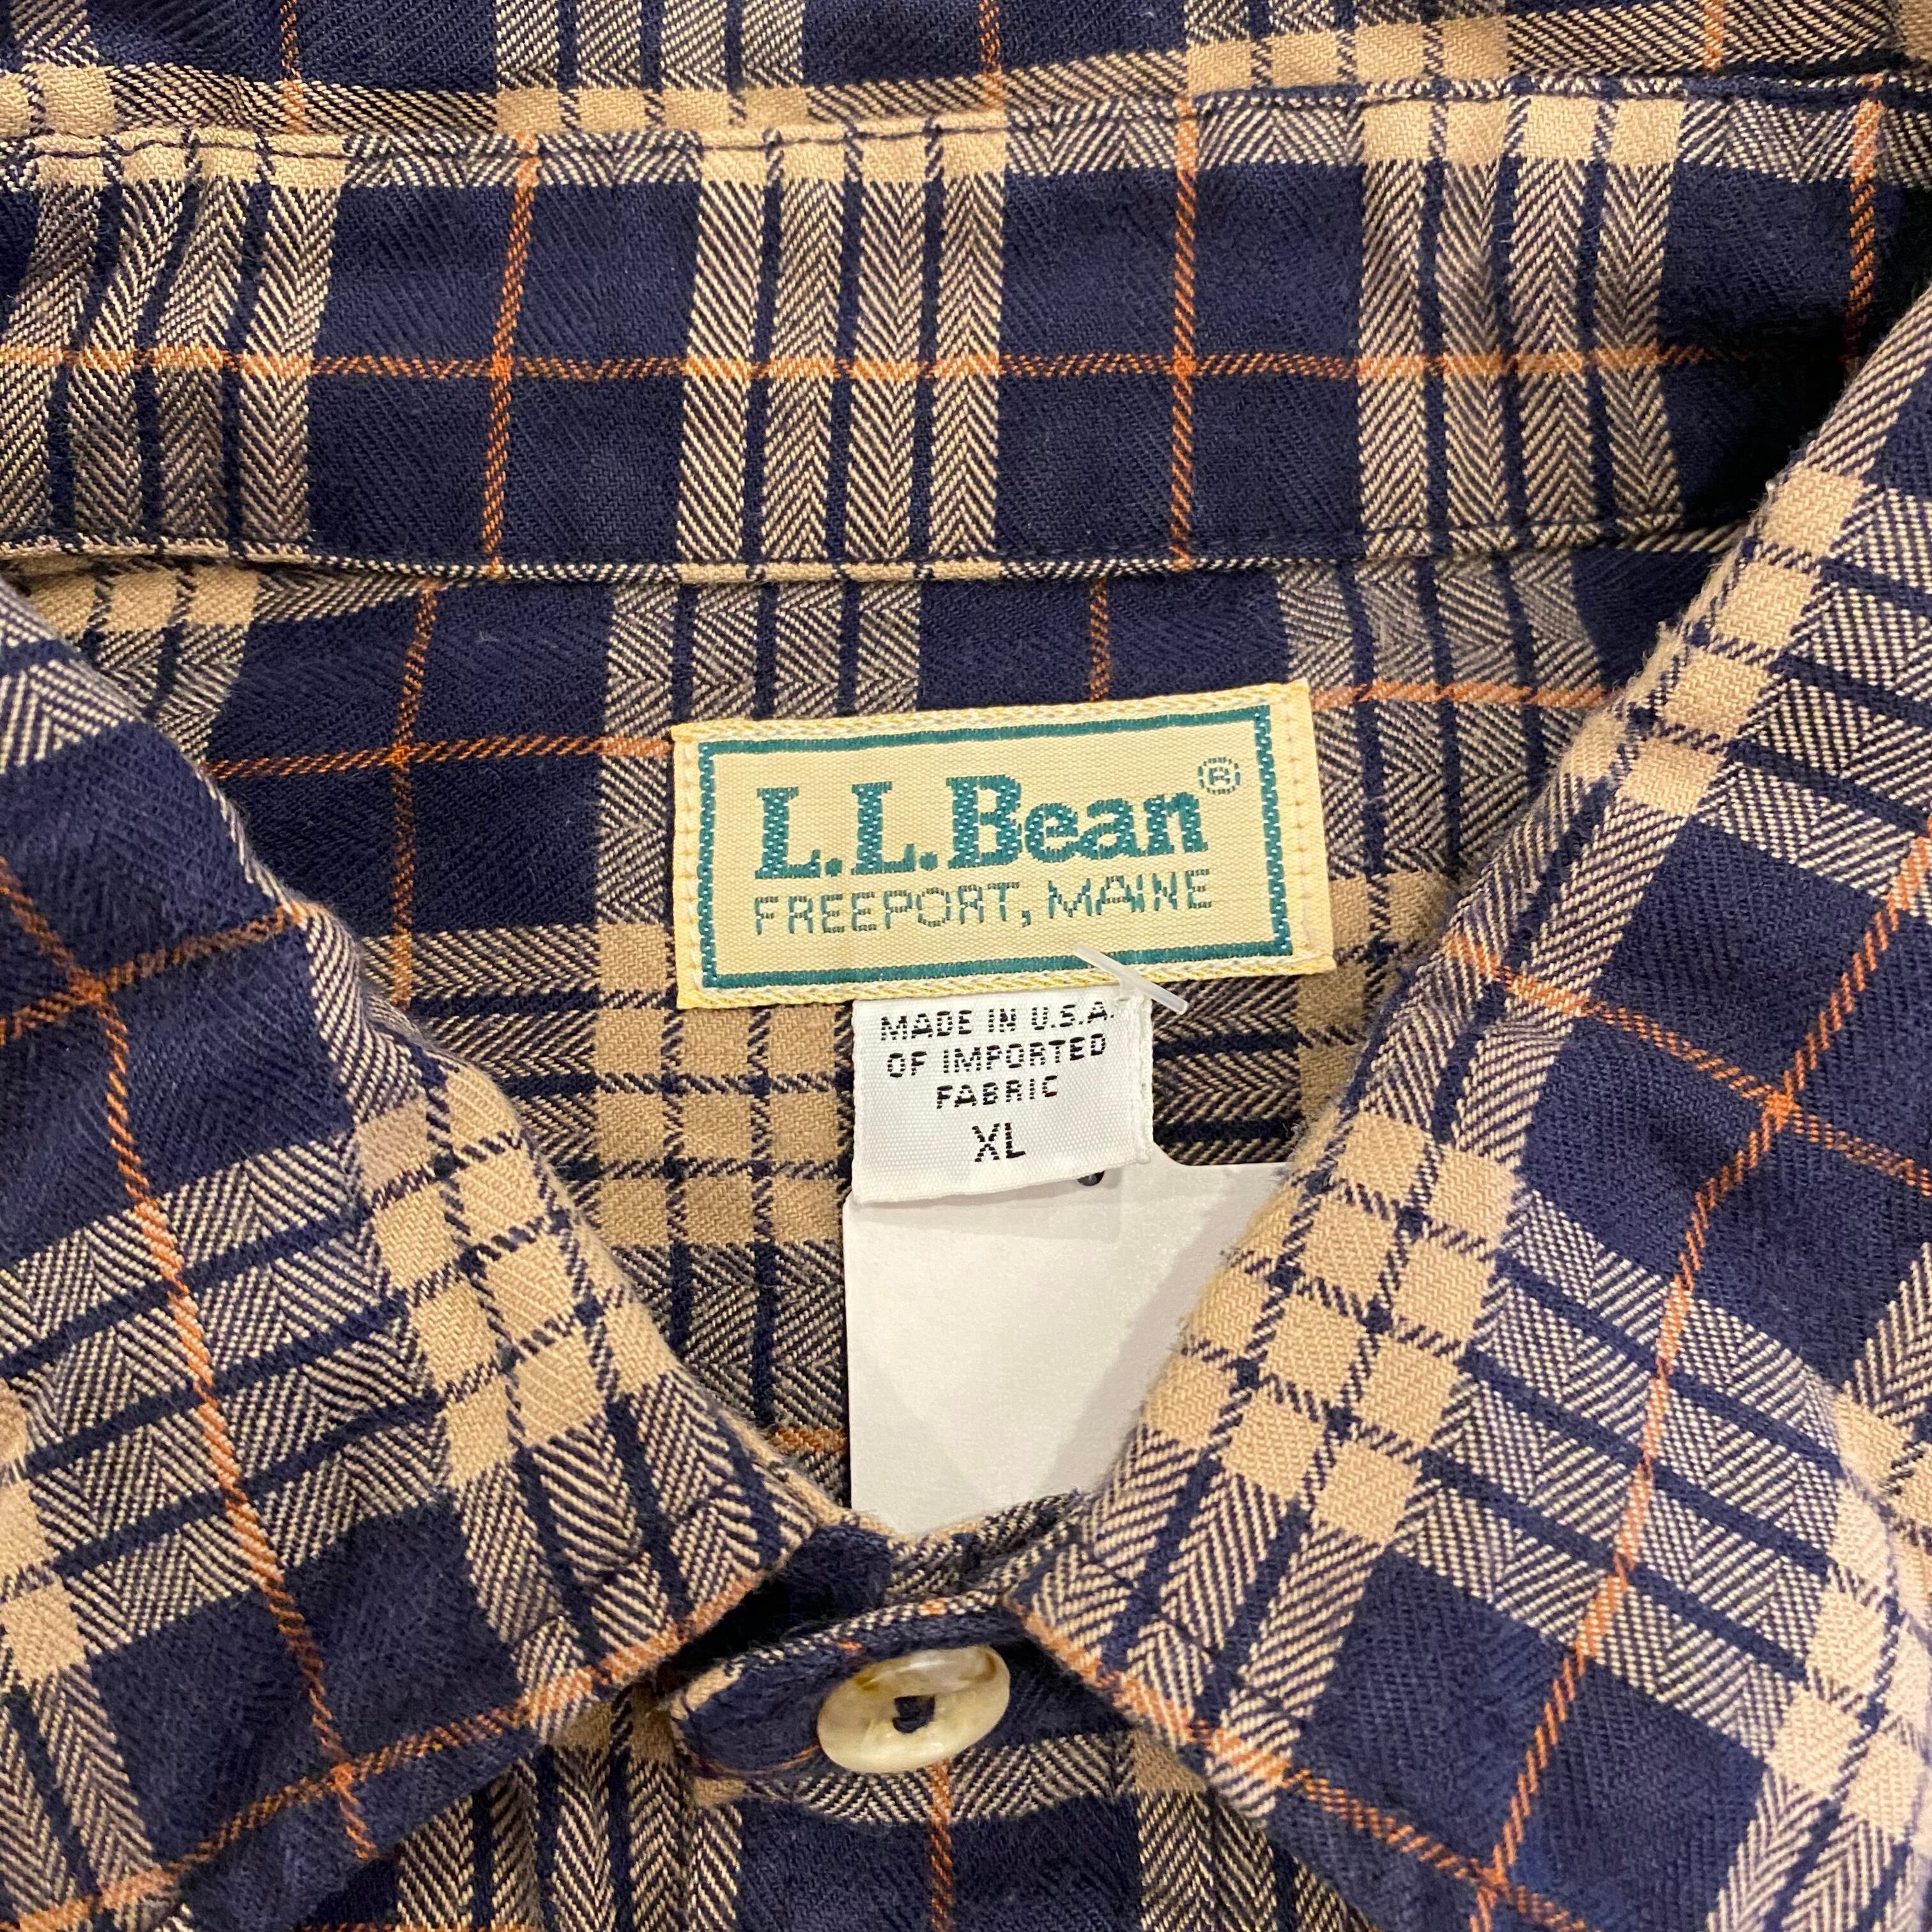 L.L.Bean®
FREEPORT, MAINE
MADE IN U.S.A.
OF IMPORTED
FABRIC
XL